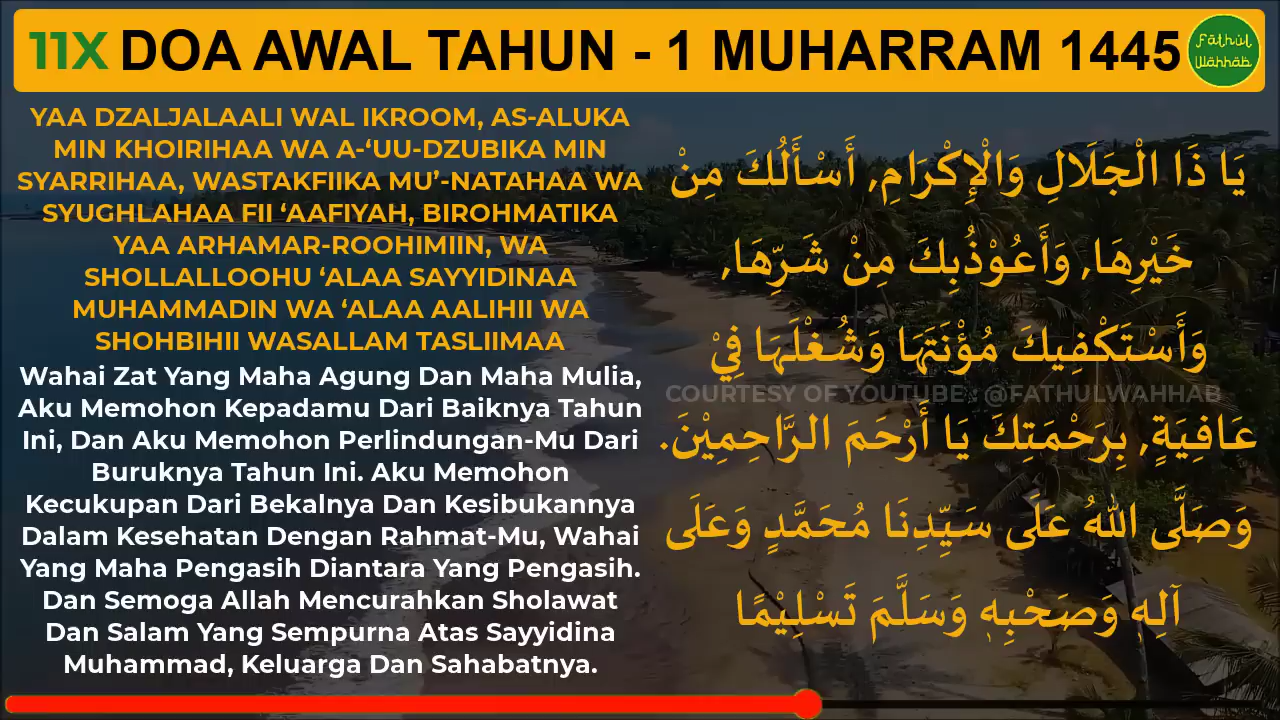 11X DOA AWAL TAHUN - 1 MUHARRAM 1445
Fathul
Wahhab
YAA DZALJALAALI WAL IKROOM, AS-ALUKA
MIN KHOIRIHAA WA A-‘UU-DZUBIKA MIN
SYARRIHAA, WASTAKFIIKA MU’-NATAHAA WA
SYUGHLAHAA FII ‘AAFIYAH, BIROHMATIKA
YAA ARHAMAR-ROOHIMIIN, WA
SHOLLALLOOHU ‘ALAA SAYYIDINAA
MUHAMMADIN WA ‘ALAA AALIHII WA
SHOHBIHII WASALLAM TASLIIMAA
Wahai Zat Yang Maha Agung Dan Maha Mulia,
Aku Memohon Kepadamu Dari Baiknya Tahun
Ini, Dan Aku Memohon Perlindungan-Mu Dari
Buruknya Tahun Ini. Aku Memohon
Kecukupan Dari Bekalnya Dan Kesibukannya
Dalam Kesehatan Dengan Rahmat-Mu, Wahai
Yang Maha Pengasih Diantara Yang Pengasih.
Dan Semoga Allah Mencurahkan Sholawat
Dan Salam Yang Sempurna Atas Sayyidina
Muhammad, Keluarga Dan Sahabatnya.
يَا ذَا الْجَلَالِ وَالْإِكْرَامِ, أَسْأَلُكَ مِنْ
خَيْرِهَا, وَأَعُوْذُبِكَ مِنْ شَرِّهَا,
وَأَسْتَكْفِيكَ مُؤْنَتَهَا وَشُغْلَهَا فِيْ
COURTESY OF YOUTUBE : @FATHULWAHHAB
عَافِيَةٍ, بِرَحْمَتِكَ يَا أَرْحَمَ الرَّاحِمِيْنَ.
وَصَلَّى اللهُ عَلَى سَيِّدِنَا مُحَمَّدٍ وَعَلَى
آلِه وَصَحْبِهٖ وَسَلَّمَ تَسْلِيْمًا